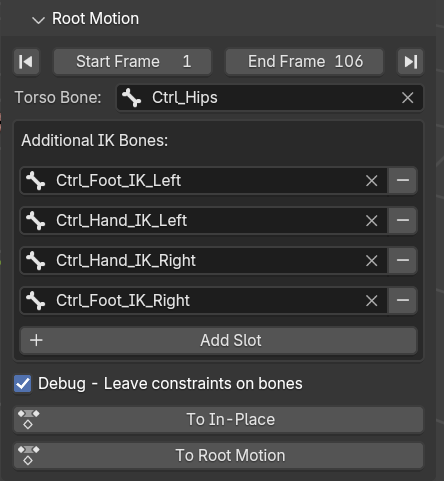 Root Motion
Start Frame 1 End Frame 106
Torso Bone: Ctrl_Hips
Additional IK Bones:
Ctrl_Foot_IK_Left
Ctrl_Hand_IK_Left
Ctrl_Hand_IK_Right
Ctrl_Foot_IK_Right
Add Slot
Debug - Leave constraints on bones
To In-Place
To Root Motion